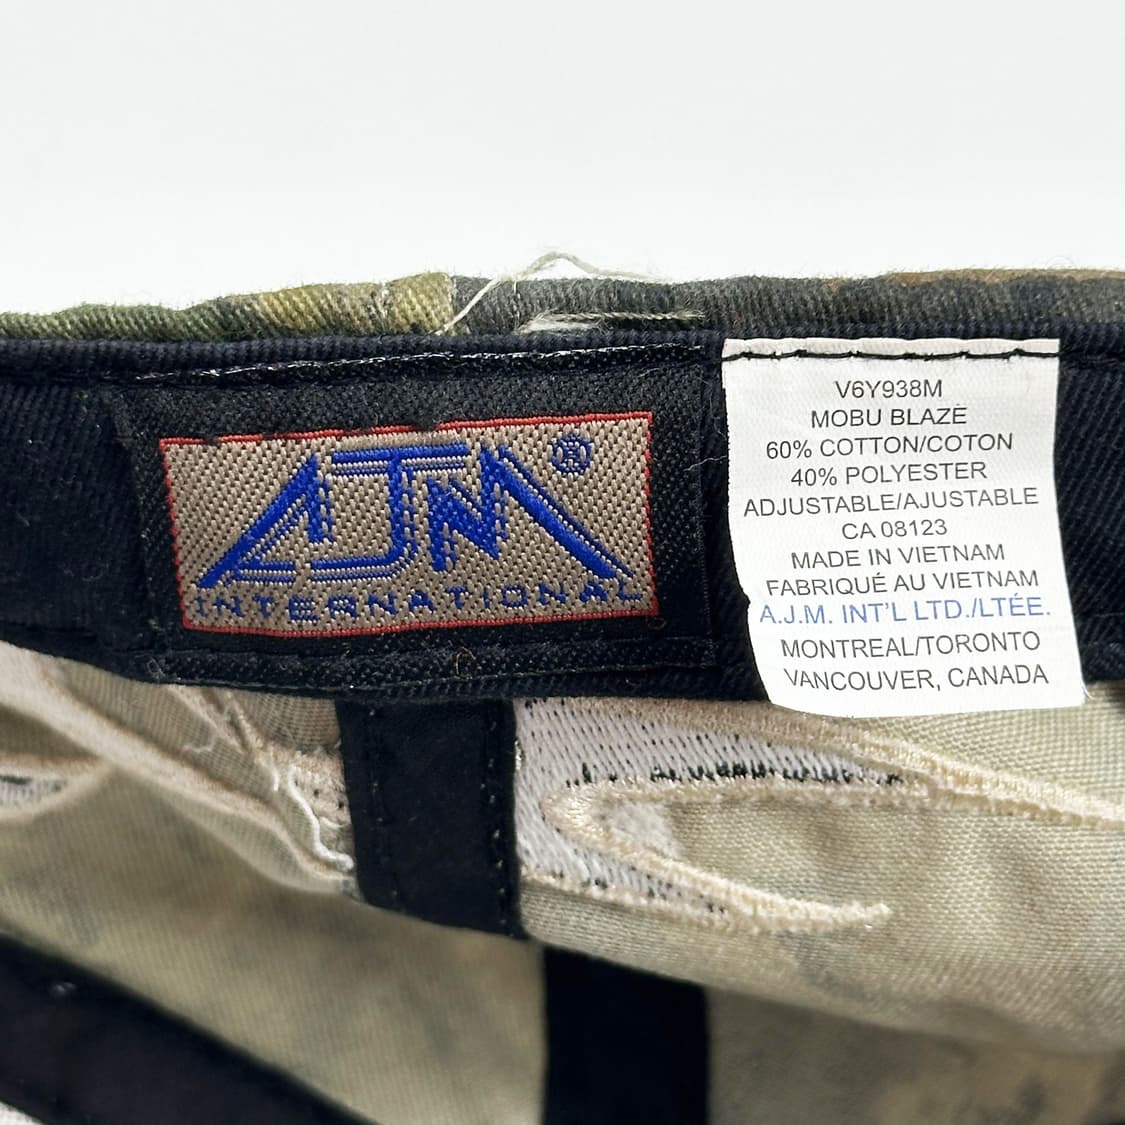 AJM®
INTERNATIONAL
V6Y938M
MOBU BLAZE
60% COTTON/COTON
40% POLYESTER
ADJUSTABLE/AJUSTABLE
CA 08123
MADE IN VIETNAM
FABRIQUÉ AU VIETNAM
A.J.M. INT'L LTD./LTÉE.
MONTREAL/TORONTO
VANCOUVER, CANADA